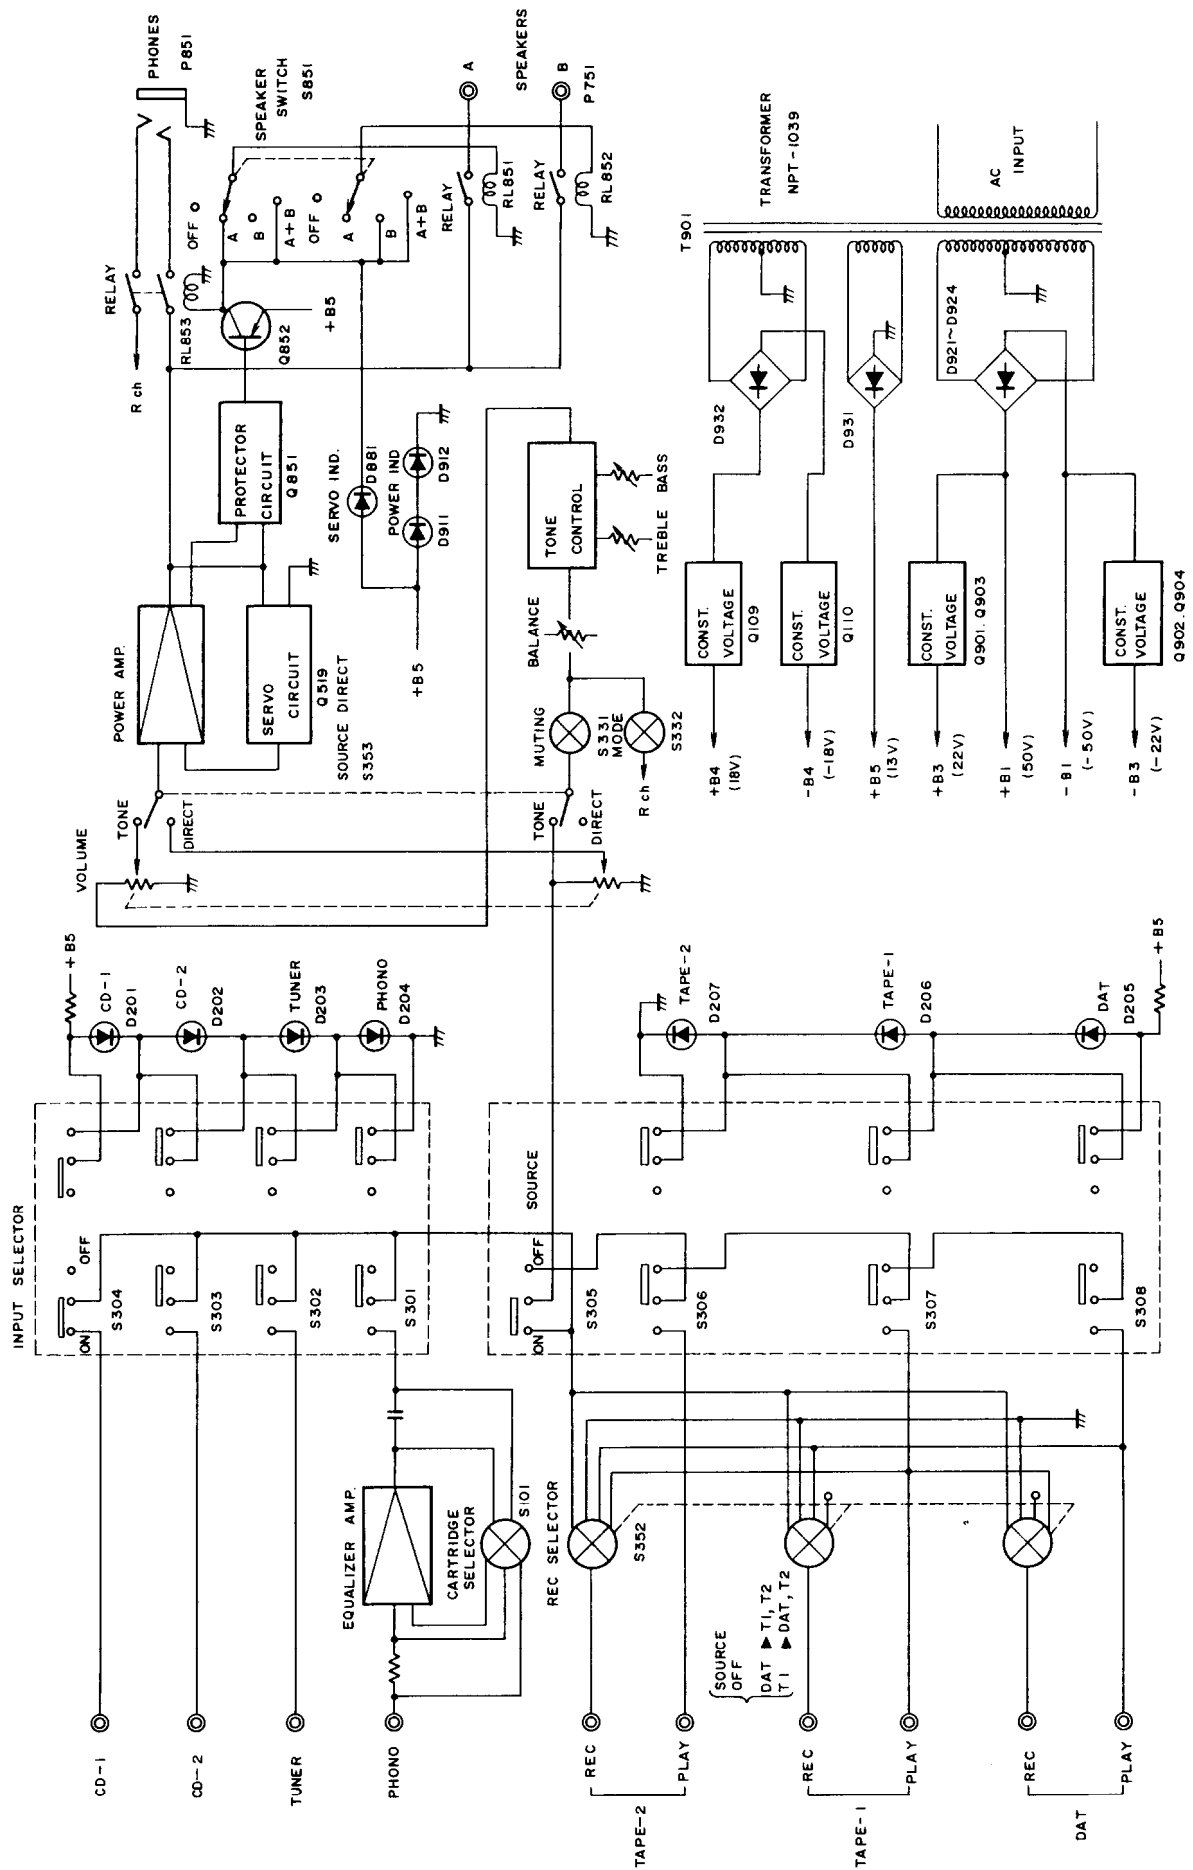 PHONES
P851
SPEAKER
SWITCH
S851
SPEAKERS
A
B
P751
RELAY
RL853
OFF
A
B
A+B
OFF
A
B
A+B
RELAY
RL851
RELAY
RL852
Q852
+B5
R ch
PROTECTOR
CIRCUIT
Q851
SERVO IND.
D881
POWER IND
D911
D912
+B5
POWER AMP.
SERVO
CIRCUIT
Q519
SOURCE DIRECT
S353
TONE
DIRECT
VOLUME
TONE
DIRECT
MUTING
S331
MODE
S332
R ch
BALANCE
TONE
CONTROL
TREBLE
BASS
TRANSFORMER
NPT-1039
T901
AC
INPUT
D932
D931
D921~D924
CONST.
VOLTAGE
Q109
CONST.
VOLTAGE
Q110
CONST.
VOLTAGE
Q901.Q903
CONST.
VOLTAGE
Q902.Q904
+B4
(18V)
-B4
(-18V)
+B5
(13V)
+B3
(22V)
+B1
(50V)
-B1
(-50V)
-B3
(-22V)
+B5
CD-1
D201
CD-2
D202
TUNER
D203
PHONO
D204
TAPE-2
D207
TAPE-1
D206
DAT
D205
+B5
INPUT SELECTOR
OFF
ON
S304
S303
S302
S301
SOURCE
OFF
ON
S305
S306
S307
S308
EQUALIZER AMP.
CARTRIDGE
SELECTOR
S101
REC SELECTOR
S352
SOURCE
OFF
DAT ▶ T1, T2
T1 ▶ DAT, T2
CD-1
CD-2
TUNER
PHONO
REC
PLAY
TAPE-2
REC
PLAY
TAPE-1
REC
PLAY
DAT